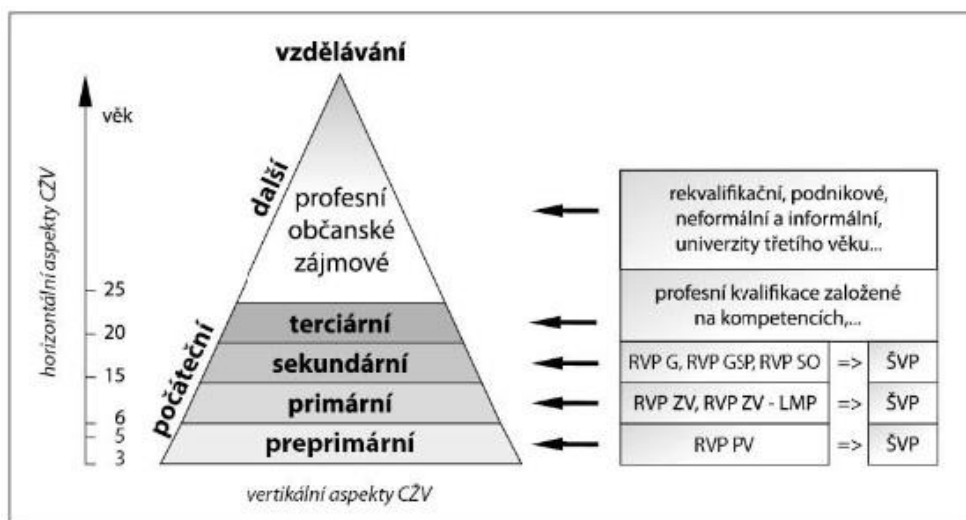 vzdělávání
věk
horizontální aspekty CŽV
25
20
15
6
5
3
další
počáteční
profesní
občanské
zájmové
terciární
sekundární
primární
preprimární
vertikální aspekty CŽV
rekvalifikační, podnikové,
neformální a informální,
univerzity třetího věku...
profesní kvalifikace založené
na kompetencích,...
RVP G, RVP GSP, RVP SO => ŠVP
RVP ZV, RVP ZV - LMP => ŠVP
RVP PV => ŠVP